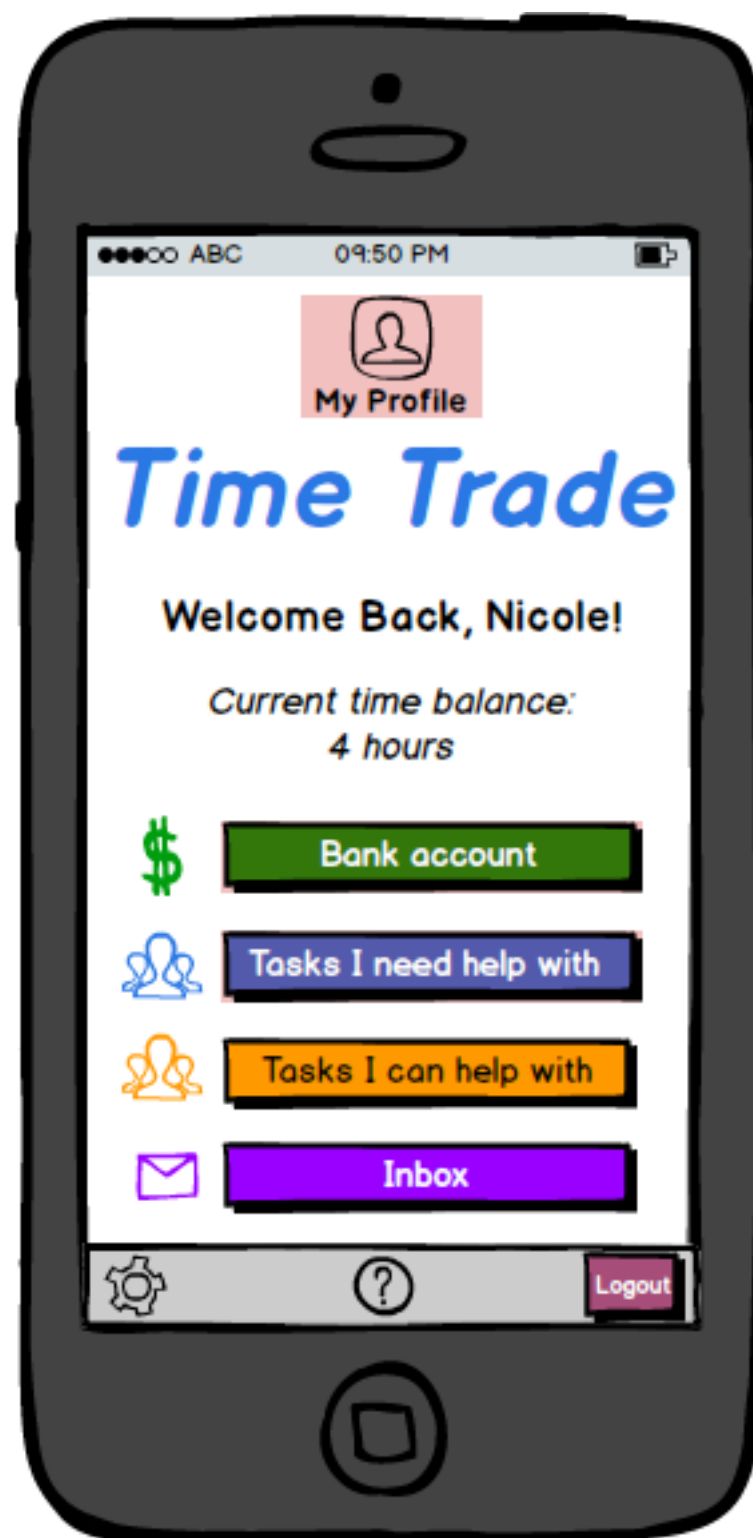 ABC 09:50 PM
My Profile
Time Trade
Welcome Back, Nicole!
Current time balance:
4 hours
$ Bank account
Tasks I need help with
Tasks I can help with
Inbox
? Logout